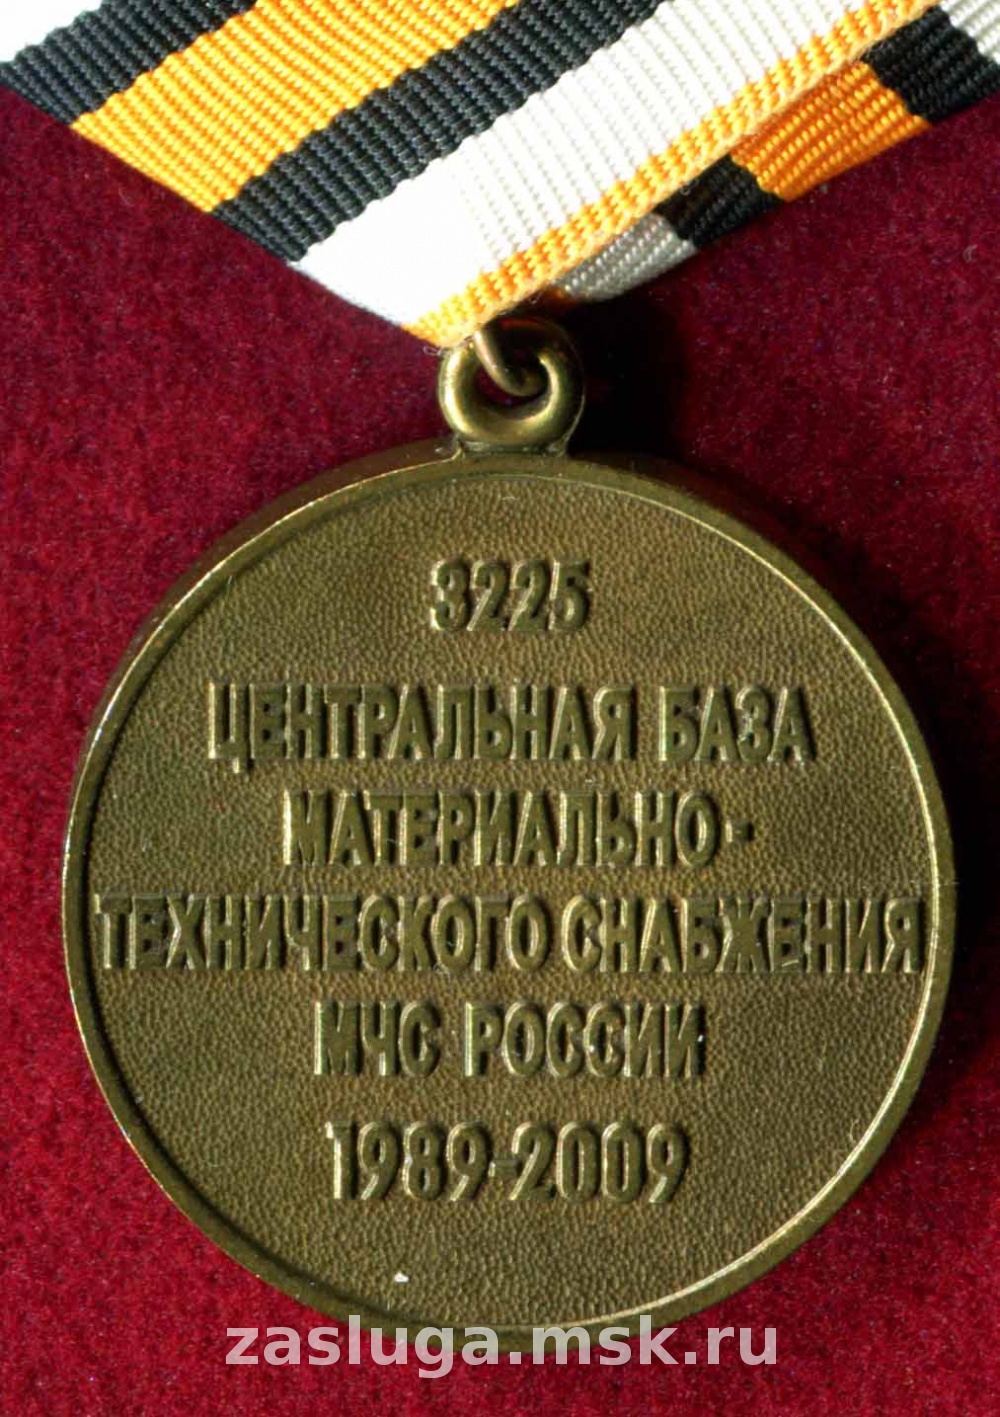 3225
ЦЕНТРАЛЬНАЯ БАЗА
МАТЕРИАЛЬНО-
ТЕХНИЧЕСКОГО СНАБЖЕНИЯ
МЧС РОССИИ
1989-2009
zasluga.msk.ru